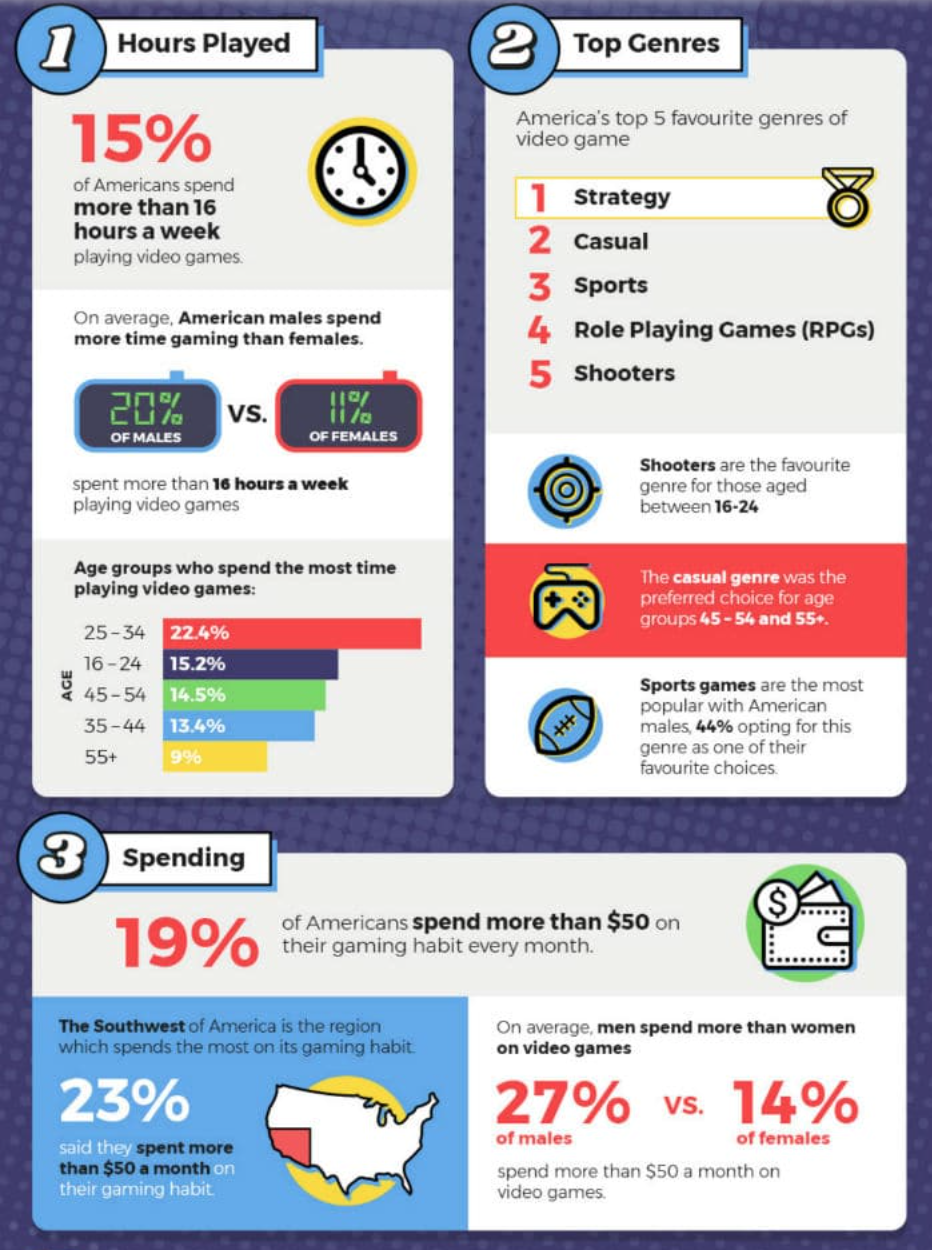 1
Hours Played
15%
of Americans spend
more than 16
hours a week
playing video games.
On average, American males spend
more time gaming than females.
20%
OF MALES
VS.
11%
OF FEMALES
spent more than 16 hours a week
playing video games
Age groups who spend the most time
playing video games:
AGE
25-34 22.4%
16-24 15.2%
45-54 14.5%
35-44 13.4%
55+ 9%
2
Top Genres
America's top 5 favourite genres of
video game
1 Strategy
2 Casual
3 Sports
4 Role Playing Games (RPGs)
5 Shooters
Shooters are the favourite
genre for those aged
between 16-24
The casual genre was the
preferred choice for age
groups 45 - 54 and 55+.
Sports games are the most
popular with American
males, 44% opting for this
genre as one of their
favourite choices.
3
Spending
19%
of Americans spend more than $50 on
their gaming habit every month.
$
The Southwest of America is the region
which spends the most on its gaming habit.
23%
said they spent more
than $50 a month on
their gaming habit.
On average, men spend more than women
on video games
27% vs. 14%
of males of females
spend more than $50 a month on
video games.